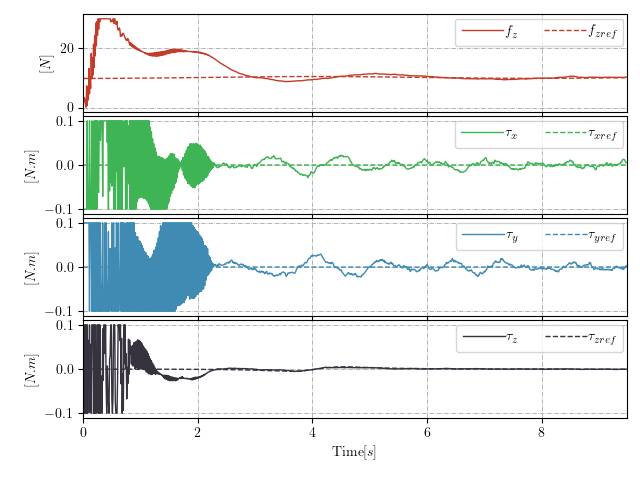 20
0
[N]
f_z f_zref
0.1
0.0
−0.1
[N.m]
τ_x τ_xref
0.1
0.0
−0.1
[N.m]
τ_y τ_yref
0.1
0.0
−0.1
[N.m]
τ_z τ_zref
0 2 4 6 8
Time[s]